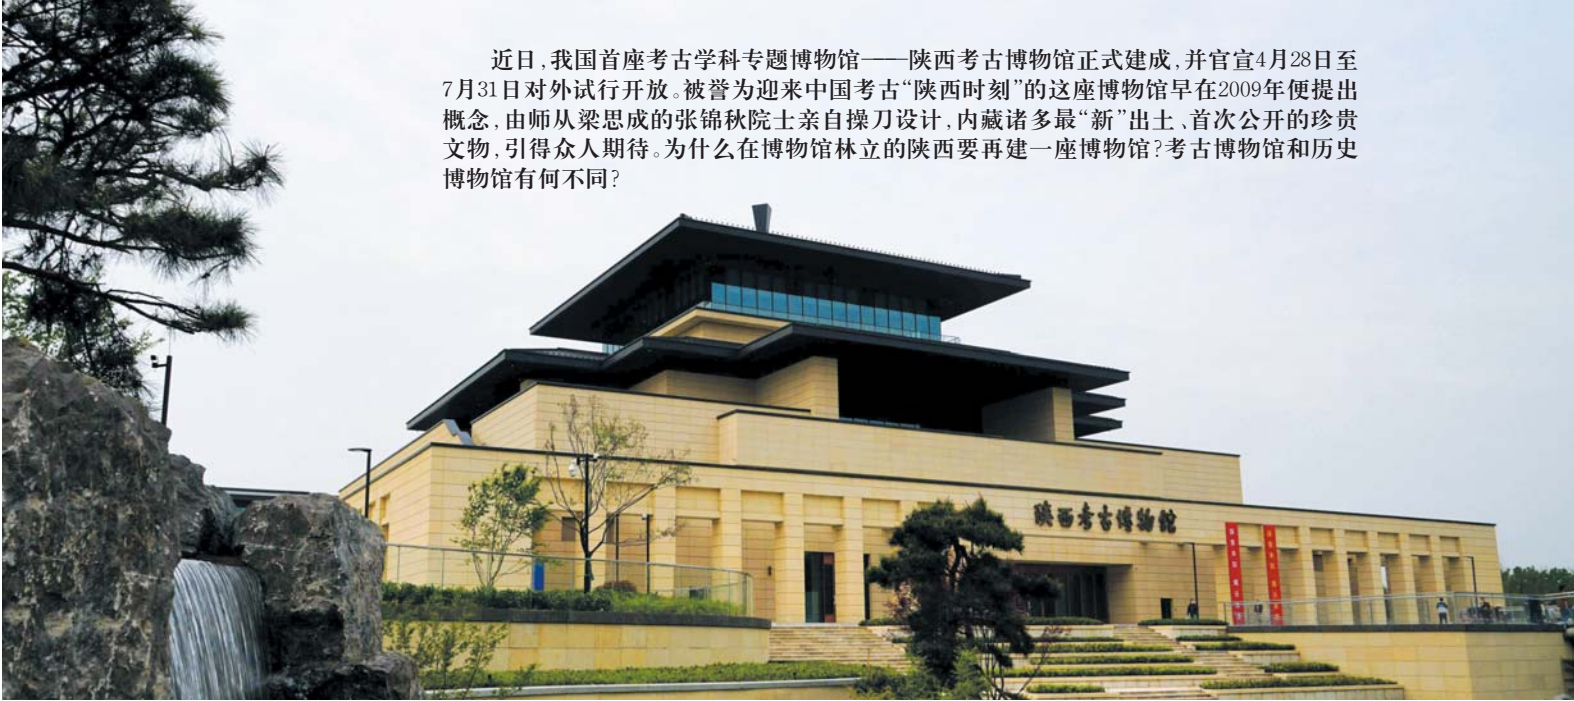 近日,我国首座考古学科专题博物馆——陕西考古博物馆正式建成,并官宣4月28日至
7月31日对外试行开放。被誉为迎来中国考古“陕西时刻”的这座博物馆早在2009年便提出
概念,由师从梁思成的张锦秋院士亲自操刀设计,内藏诸多最“新”出土、首次公开的珍贵
文物,引得众人期待。为什么在博物馆林立的陕西要再建一座博物馆?考古博物馆和历史
博物馆有何不同?
陕西考古博物馆